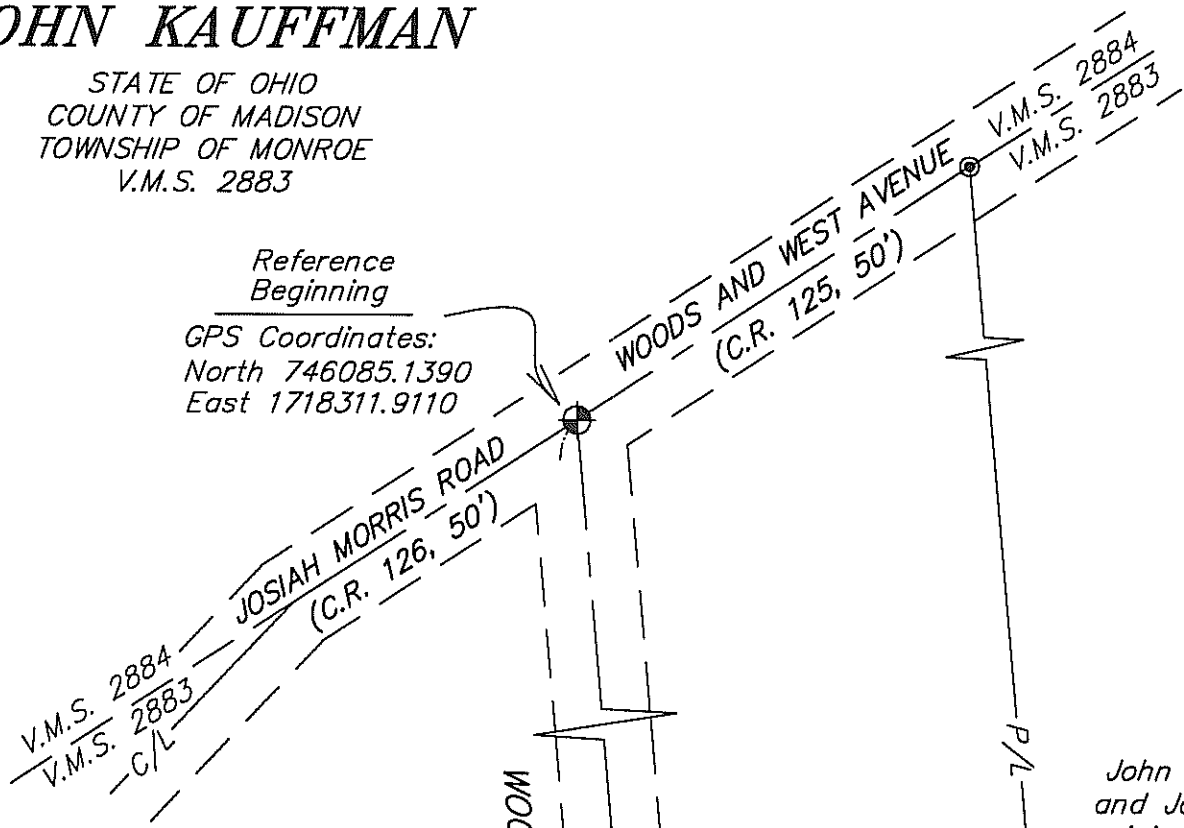 KAUFFMAN
STATE OF OHIO
COUNTY OF MADISON
TOWNSHIP OF MONROE
V.M.S. 2883
Reference
Beginning
GPS Coordinates:
North 746085.1390
East 1718311.9110
WOODS AND WEST AVENUE
(C.R. 125, 50')
V.M.S. 2884
V.M.S. 2883
JOSIAH MORRIS ROAD
(C.R. 126, 50')
V.M.S. 2884
V.M.S. 2883
C/L
P/L
John
and